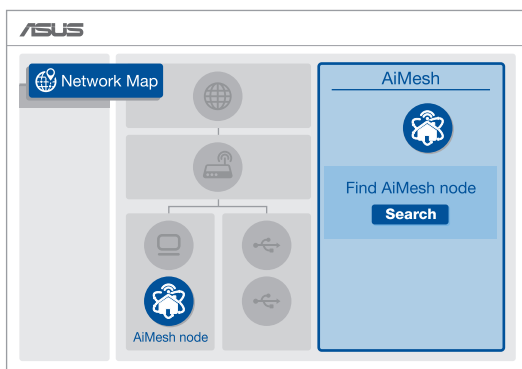 ASUS
Network Map
AiMesh
Find AiMesh node
Search
AiMesh node